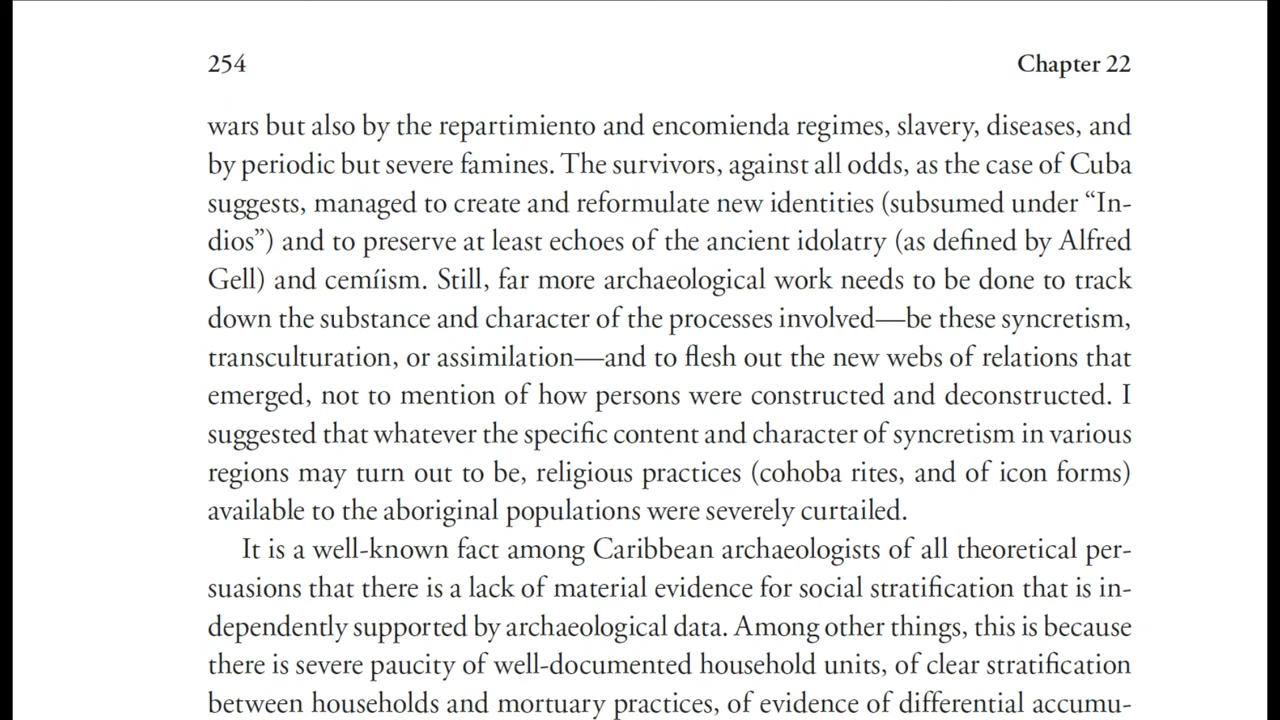 254 Chapter 22
wars but also by the repartimiento and encomienda regimes, slavery, diseases, and
by periodic but severe famines. The survivors, against all odds, as the case of Cuba
suggests, managed to create and reformulate new identities (subsumed under “In-
dios”) and to preserve at least echoes of the ancient idolatry (as defined by Alfred
Gell) and cemíism. Still, far more archaeological work needs to be done to track
down the substance and character of the processes involved—be these syncretism,
transculturation, or assimilation—and to flesh out the new webs of relations that
emerged, not to mention of how persons were constructed and deconstructed. I
suggested that whatever the specific content and character of syncretism in various
regions may turn out to be, religious practices (cohoba rites, and of icon forms)
available to the aboriginal populations were severely curtailed.
It is a well-known fact among Caribbean archaeologists of all theoretical per-
suasions that there is a lack of material evidence for social stratification that is in-
dependently supported by archaeological data. Among other things, this is because
there is severe paucity of well-documented household units, of clear stratification
between households and mortuary practices, of evidence of differential accumu-